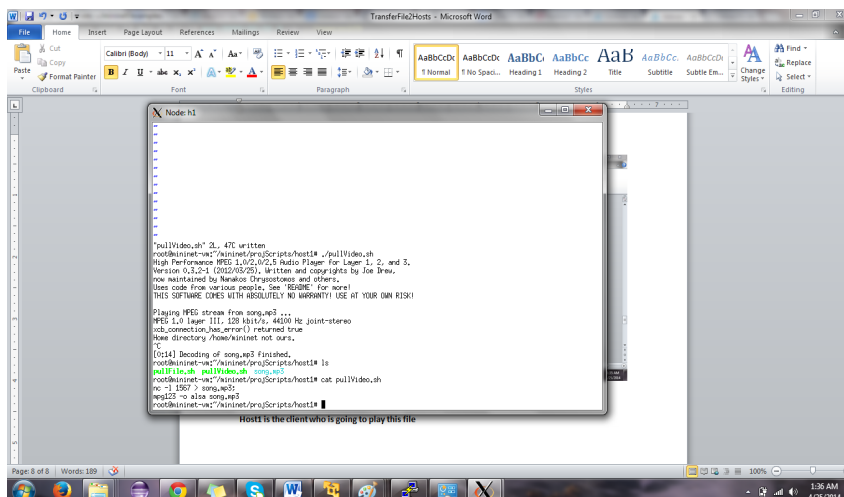 TransferFile2Hosts - Microsoft Word
File Home Insert Page Layout References Mailings Review View
Cut
Copy
Format Painter
Paste
Clipboard
Calibri (Body) 11
Font
Paragraph
AaBbCcDc AaBbCcDc AaBbC AaBbCc AaB AaBbCc. AaBbCcDc
¶ Normal ¶ No Spaci... Heading 1 Heading 2 Title Subtitle Subtle Em...
Change Styles
Styles
Find
Replace
Select
Editing
Node: h1
"pullVideo.sh" 2L, 47C written
root@mininet-vm:~/mininet/projScripts/host1# ./pullVideo.sh
High Performance MPEG 1.0/2.0/2.5 Audio Player for Layer 1, 2, and 3.
Version 0.3.2-1 (2012/03/25). Written and copyrights by Joe Drew,
now maintained by Nanakos Chrysostomos and others.
Uses code from various people. See 'README' for more!
THIS SOFTWARE COMES WITH ABSOLUTELY NO WARRANTY! USE AT YOUR OWN RISK!
Playing MPEG stream from song.mp3 ...
MPEG 1.0 layer III, 128 kbit/s, 44100 Hz joint-stereo
xcb_connection_has_error() returned true
Home directory /home/mininet not ours.
^C
[0:14] Decoding of song.mp3 finished.
root@mininet-vm:~/mininet/projScripts/host1# ls
pullFile.sh pullVideo.sh song.mp3
root@mininet-vm:~/mininet/projScripts/host1# cat pullVideo.sh
nc -l 1567 > song.mp3;
mpg123 -o alsa song.mp3
root@mininet-vm:~/mininet/projScripts/host1#
Host1 is the client who is going to play this file
Page: 8 of 8 Words: 189 100%
1:36 AM
4/25/2014